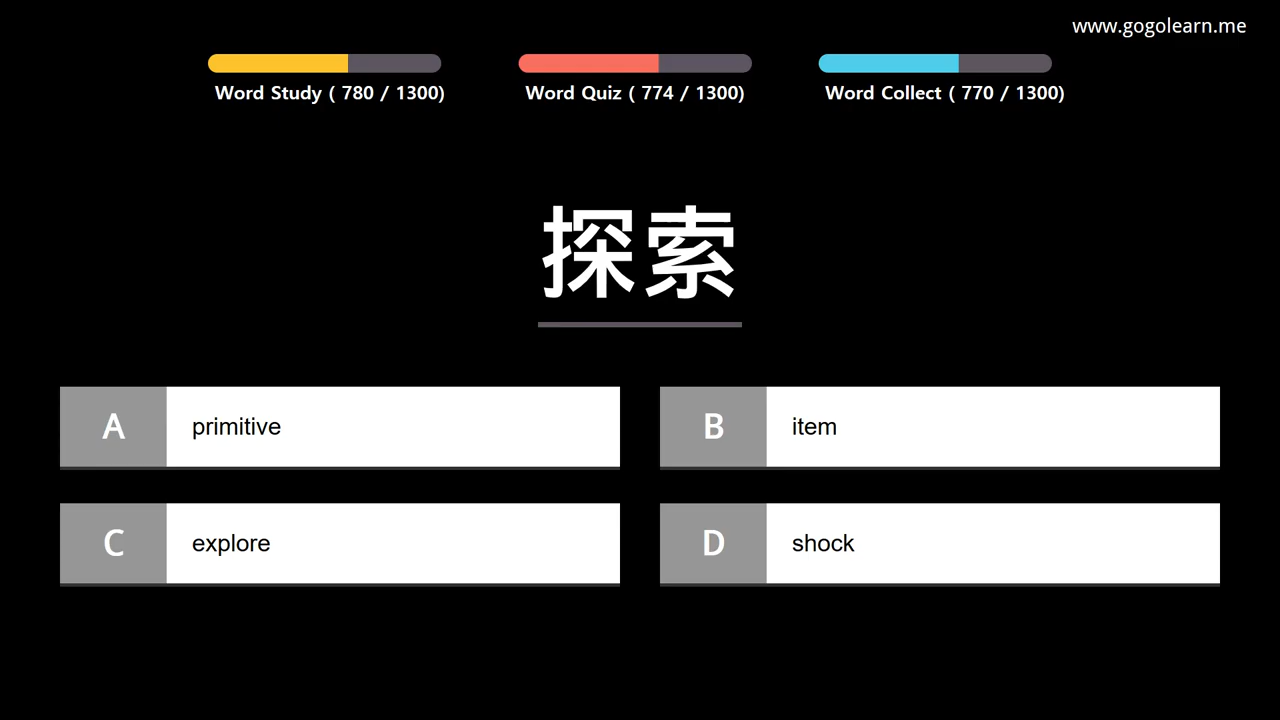 www.gogolearn.me
Word Study ( 780 / 1300)
Word Quiz ( 774 / 1300)
Word Collect ( 770 / 1300)
探索
A primitive
B item
C explore
D shock